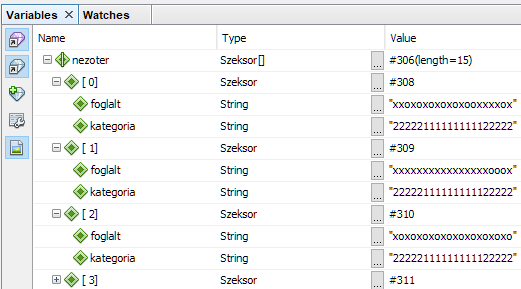 Variables × Watches
Name Type Value
nezoter Szeksor[] ... #306(length=15)
[ 0] Szeksor ... #308
foglalt String ... "xxoxoxoxoxoxooxxxxox"
kategoria String ... "22222111111111122222"
[ 1] Szeksor ... #309
foglalt String ... "xxxxxxxxxxxxxxxxooox"
kategoria String ... "22222111111111122222"
[ 2] Szeksor ... #310
foglalt String ... "xoxoxoxoxoxoxoxoxoxo"
kategoria String ... "22222111111111122222"
[ 3] Szeksor ... #311